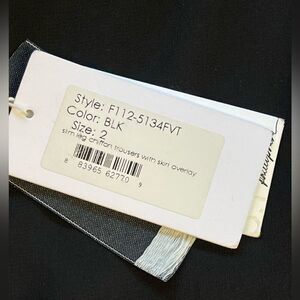 Style: F112-5134FVT
Color: BLK
Size: 2
slim leg chiffon trousers with skirt overlay
8 83965 62770 9